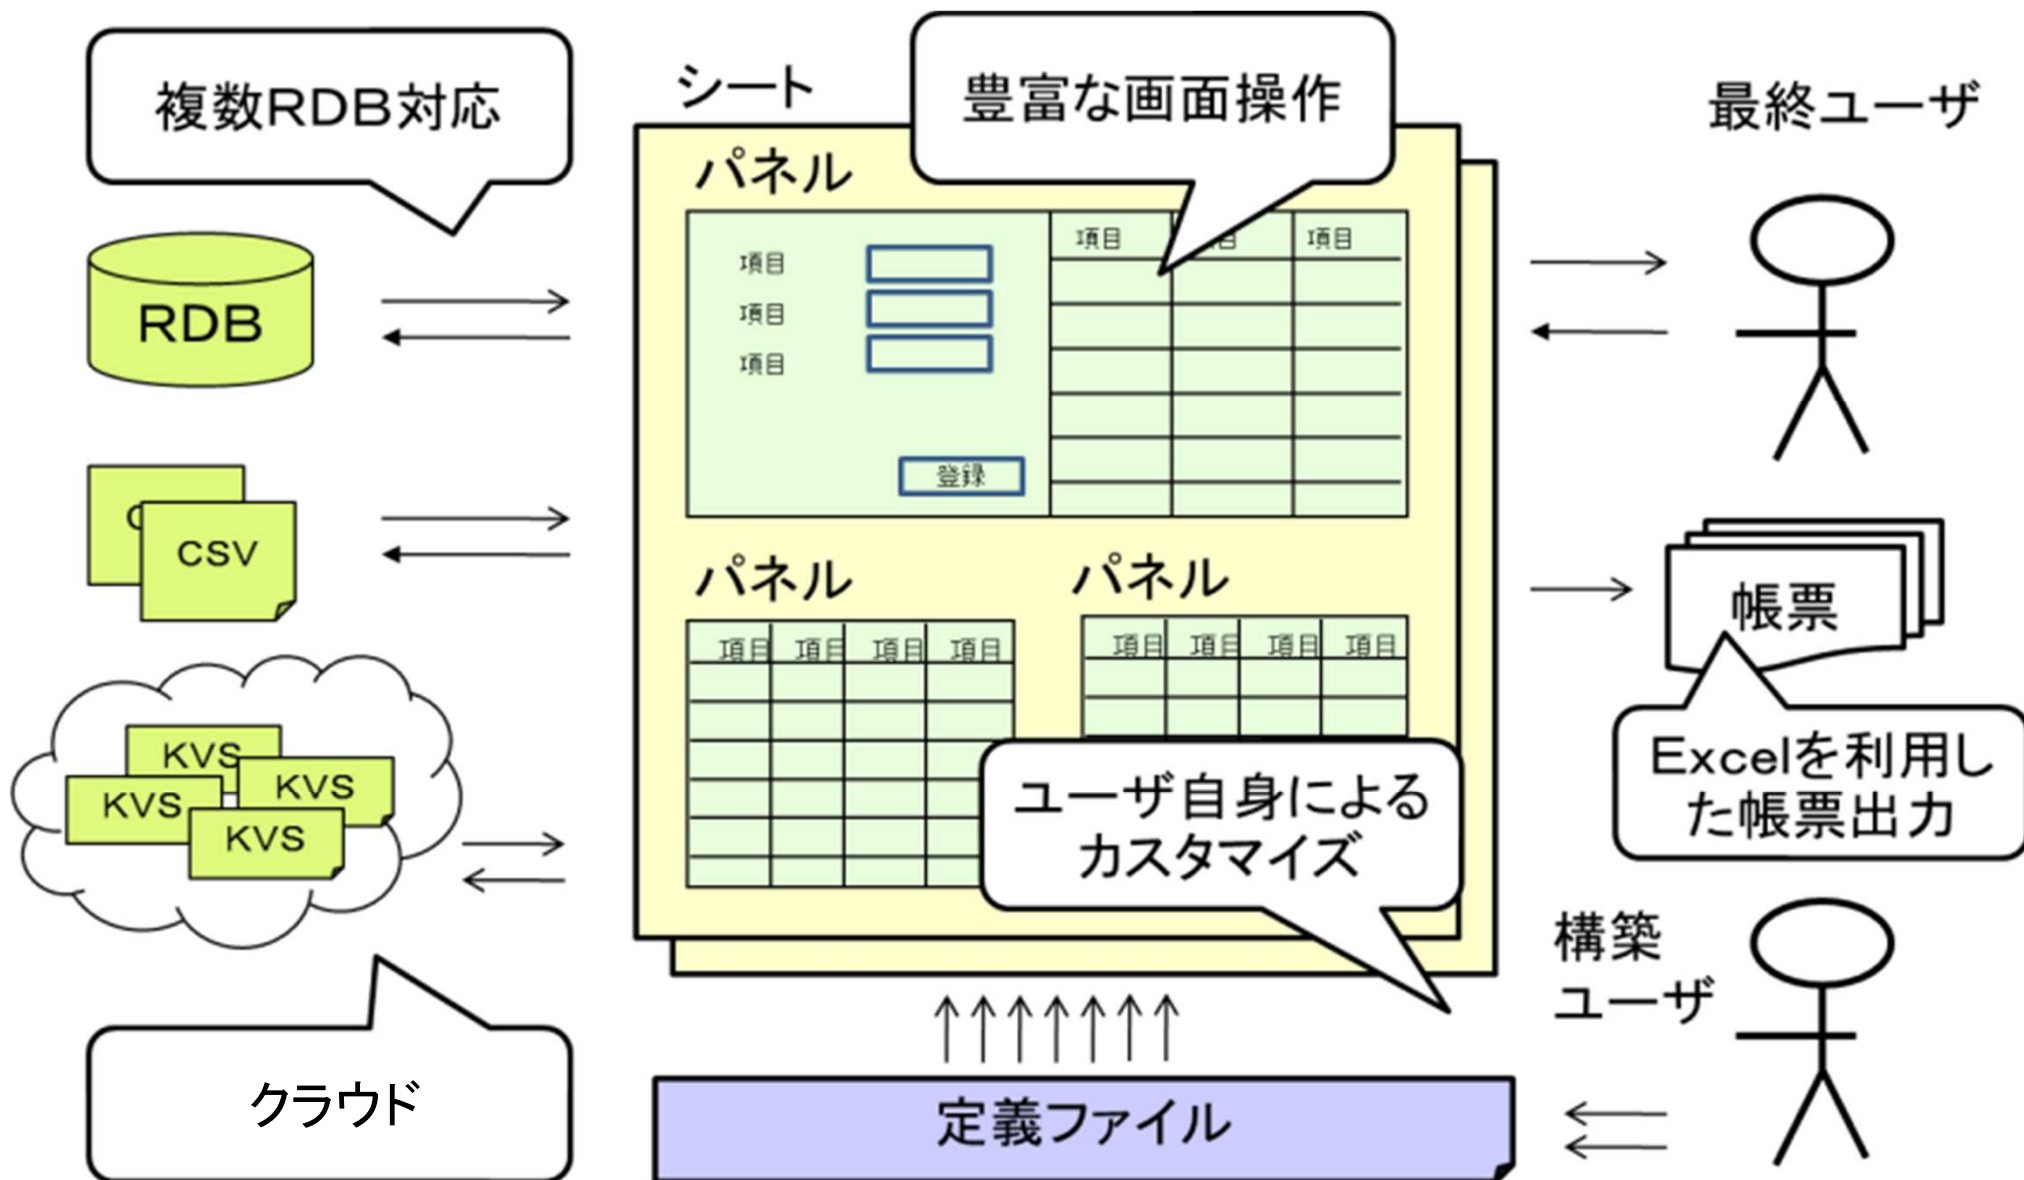 複数RDB対応
シート
豊富な画面操作
最終ユーザ
パネル
項目
項目
項目
項目
項目
項目
登録
RDB
CSV
パネル
パネル
項目 項目 項目 項目
項目 項目 項目 項目
帳票
Excelを利用し
た帳票出力
KVS
KVS
KVS
KVS
ユーザ自身による
カスタマイズ
構築
ユーザ
クラウド
定義ファイル